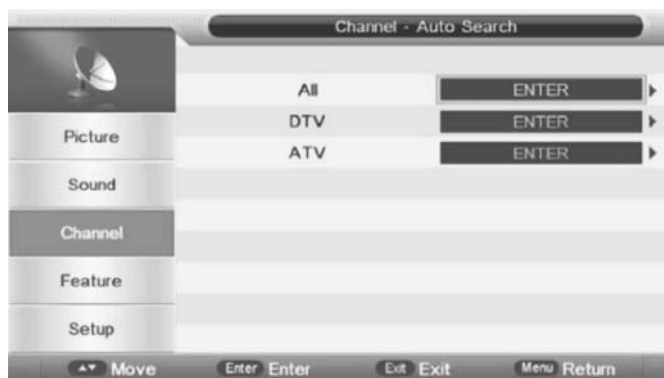 Channel - Auto Search
All ENTER
DTV ENTER
ATV ENTER
Picture
Sound
Channel
Feature
Setup
Move Enter Enter Exit Exit Menu Return